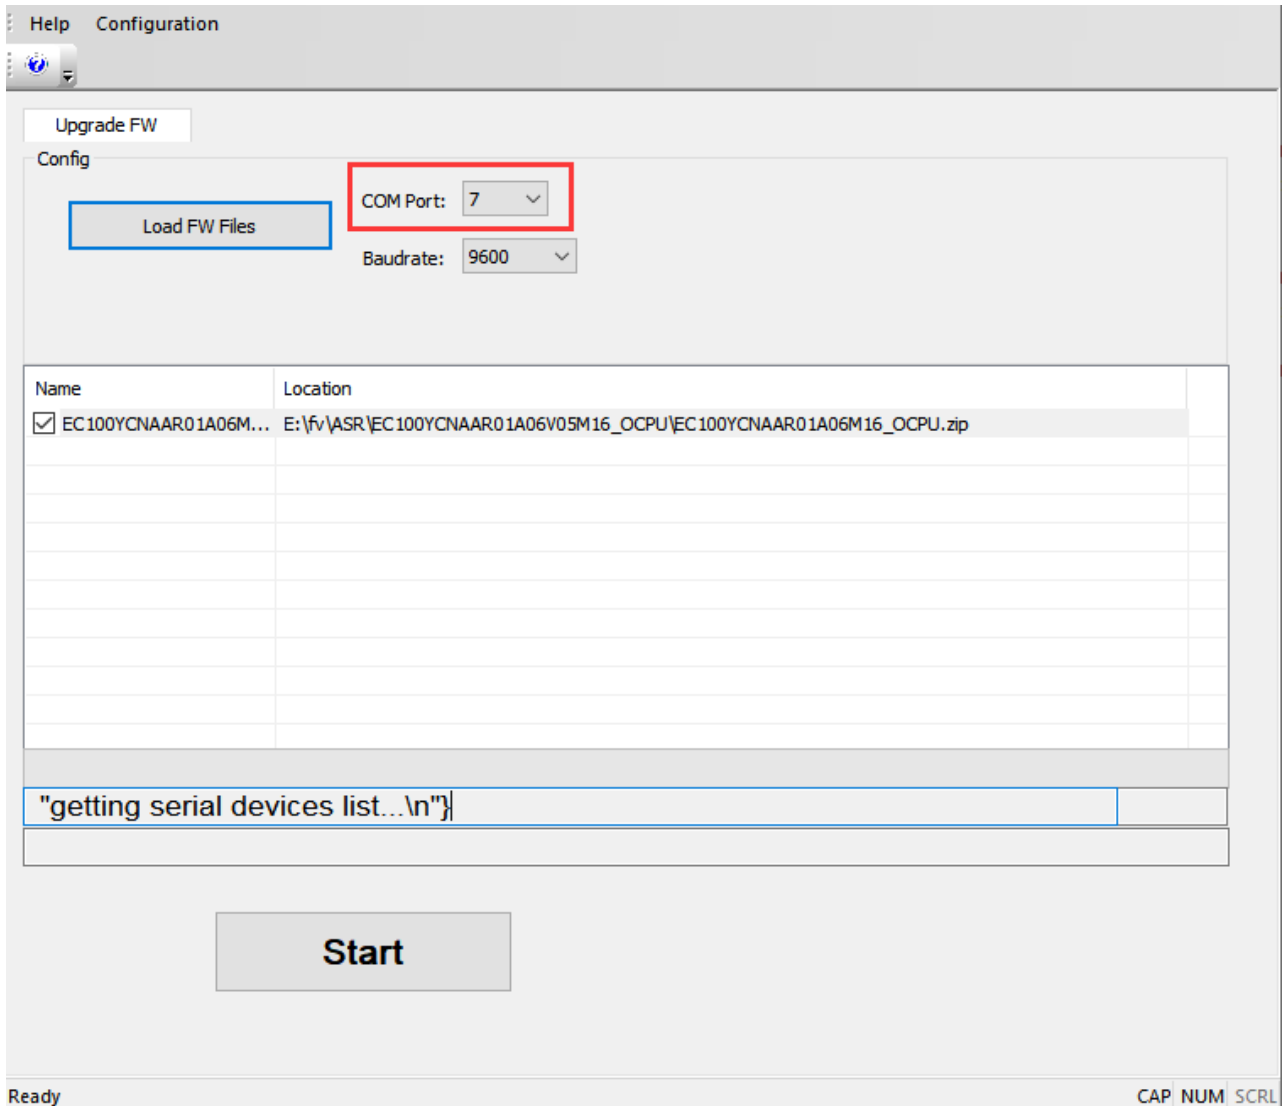 Help Configuration
Upgrade FW
Config
Load FW Files
COM Port: 7
Baudrate: 9600
Name Location
EC100YCNAAR01A06M... E:\fv\ASR\EC100YCNAAR01A06V05M16_OCPU\EC100YCNAAR01A06M16_OCPU.zip
"getting serial devices list...\n"}
Start
Ready CAP NUM SCRL